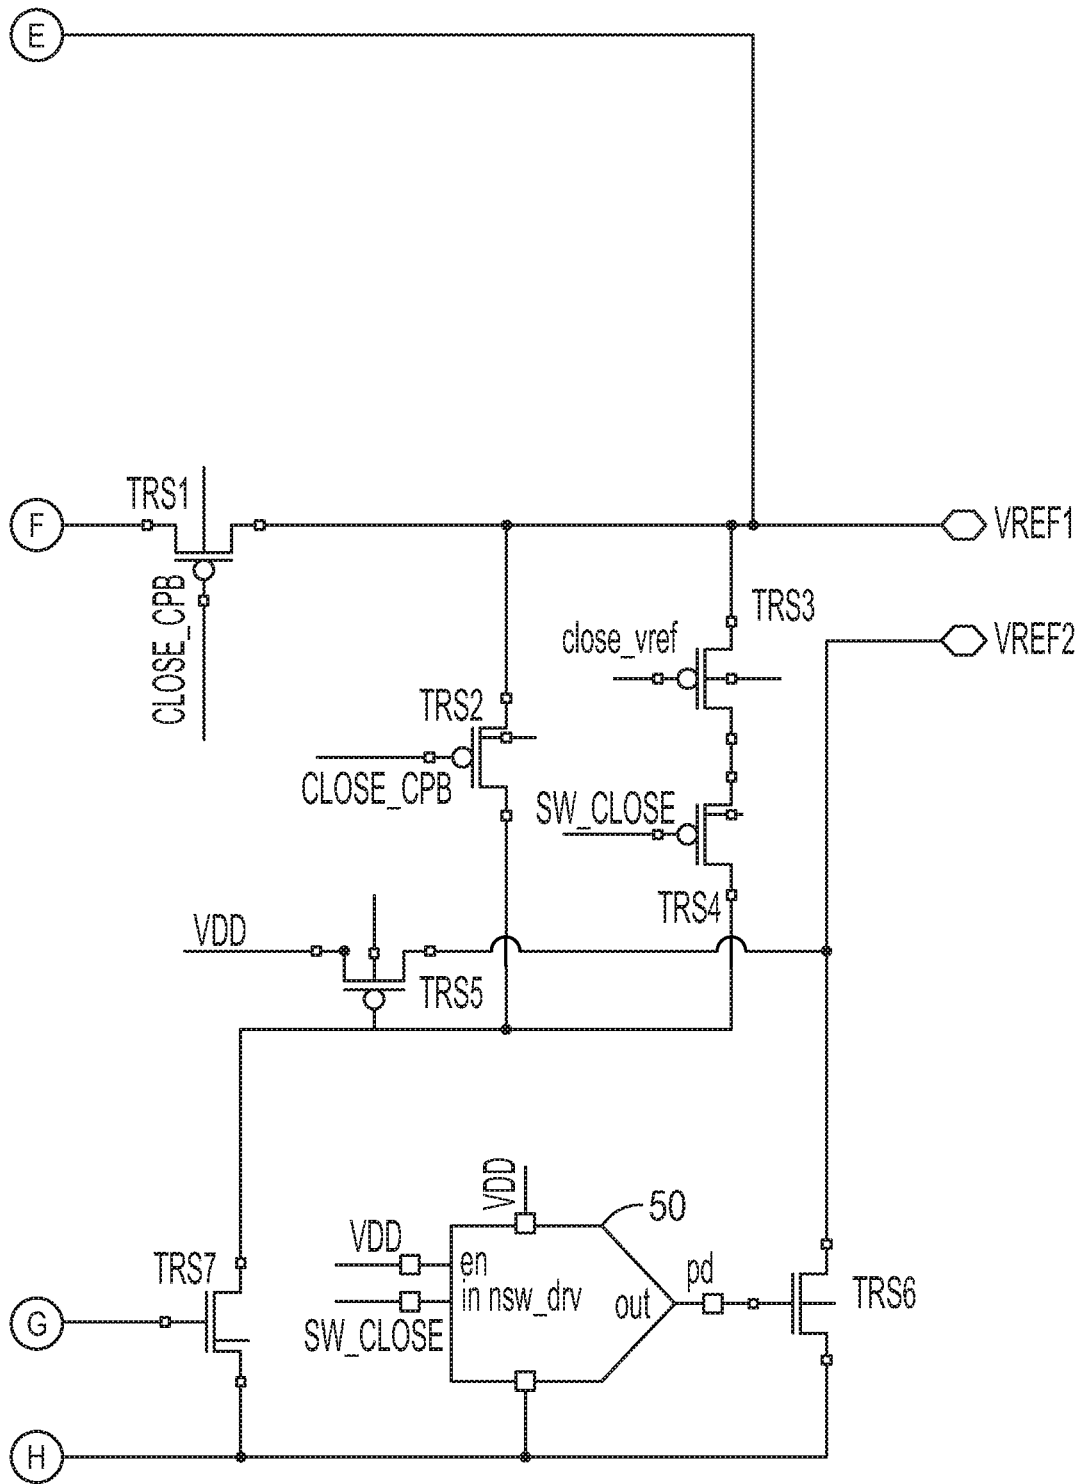 E
TRS1
F
VREF1
CLOSE_CPB
TRS3
close_vref
VREF2
TRS2
CLOSE_CPB
SW_CLOSE
TRS4
VDD
TRS5
VDD
50
VDD
en
pd
TRS7
in nsw_drv
out
TRS6
G
SW_CLOSE
H